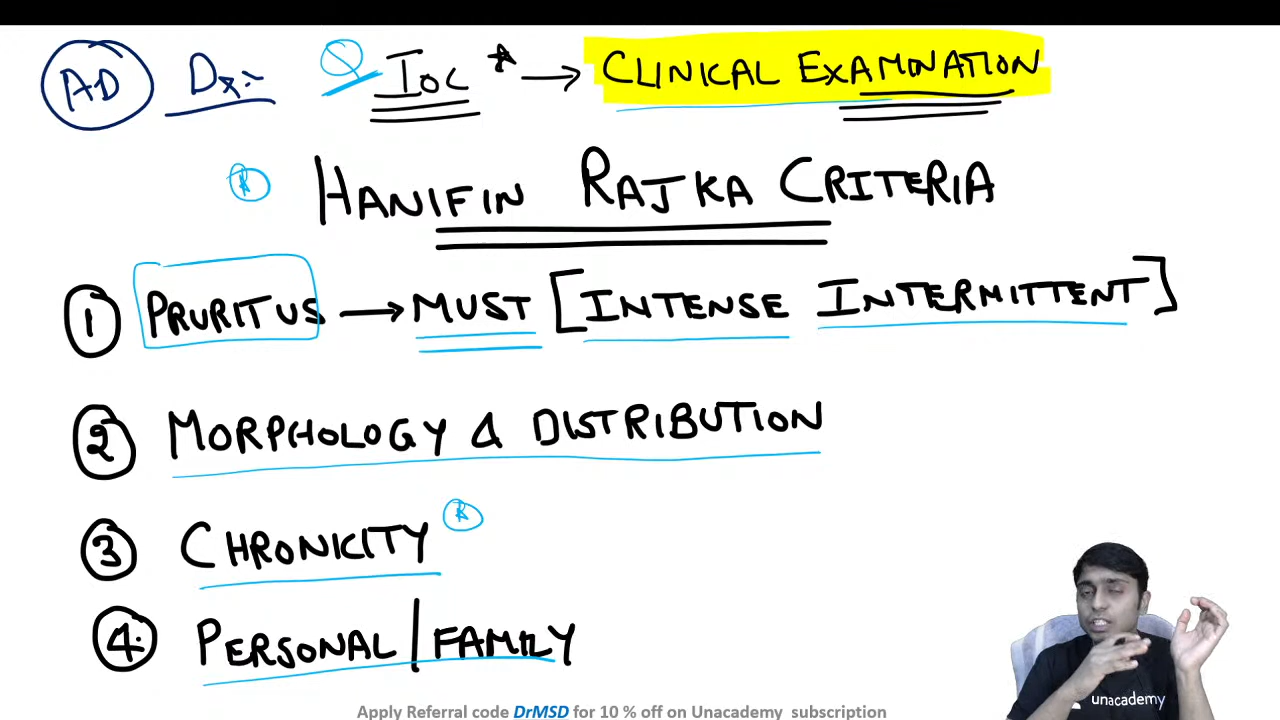 AD Dx:- Q IOC * → CLINICAL EXAMINATION
HANIFIN RAJKA CRITERIA
① PRURITUS → MUST [INTENSE INTERMITTENT]
② MORPHOLOGY & DISTRIBUTION
③ CHRONICITY
④ PERSONAL/FAMILY
unacademy
Apply Referral code DrMSD for 10 % off on Unacademy subscription